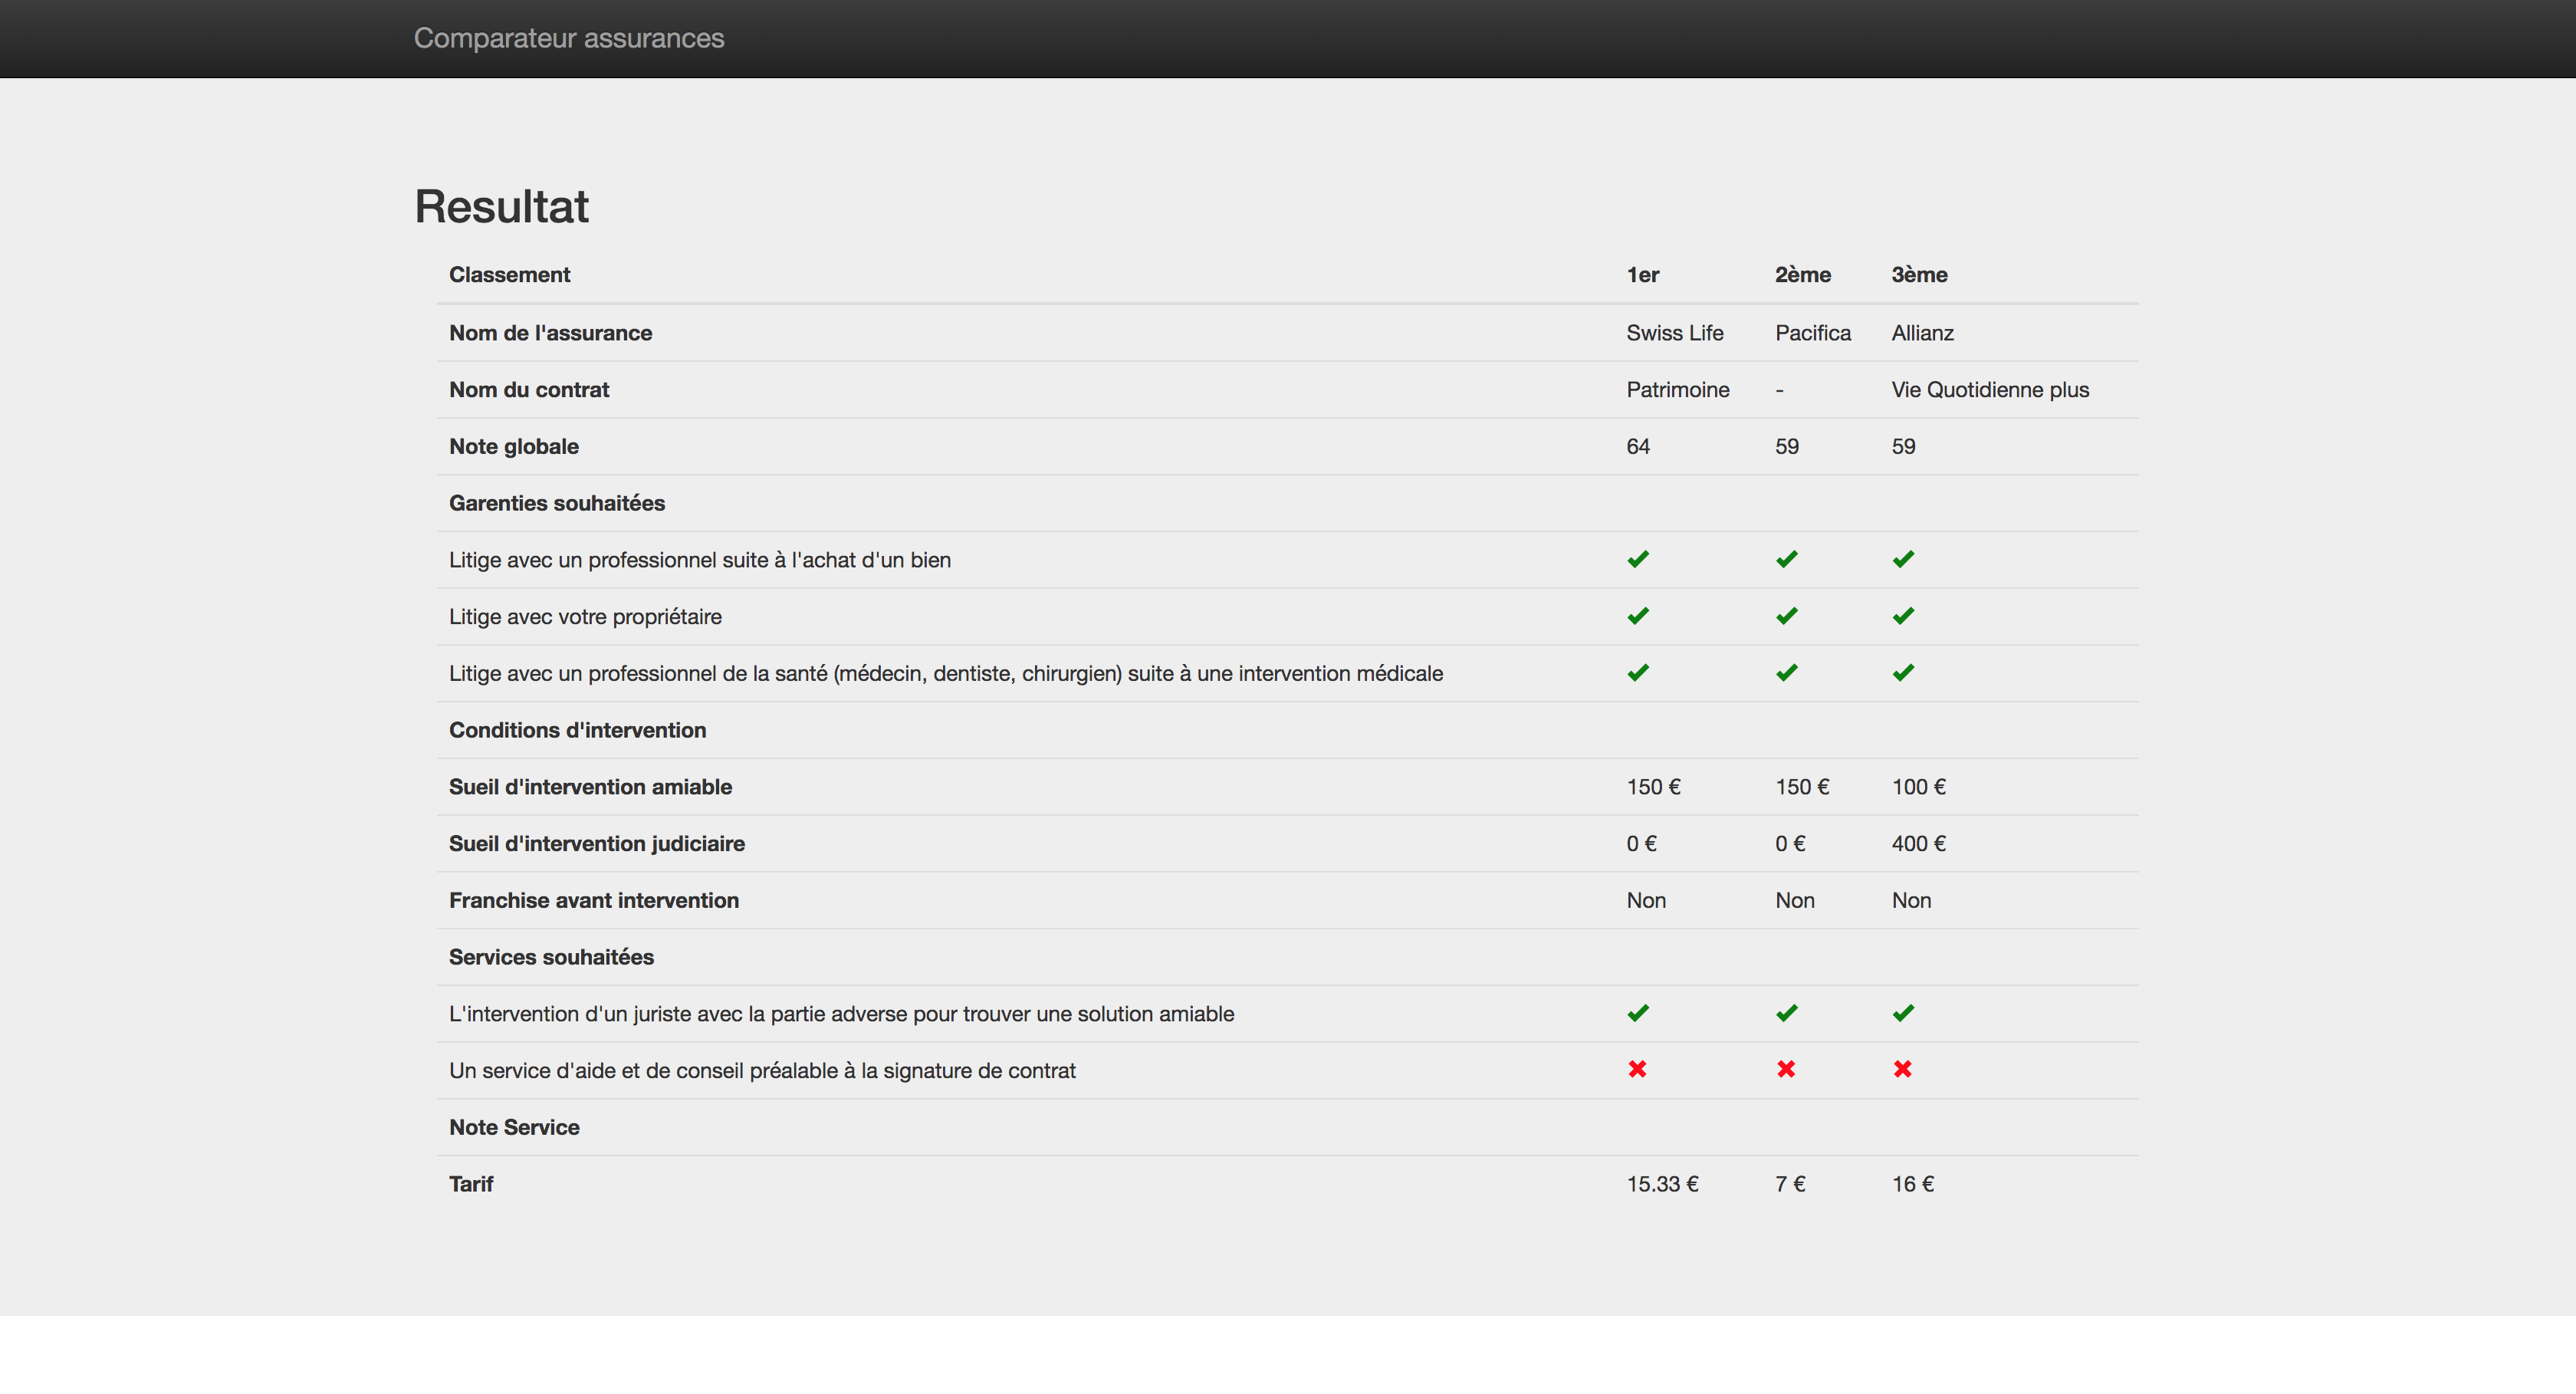 Comparateur assurances
Resultat
Classement 1er 2ème 3ème
Nom de l'assurance Swiss Life Pacifica Allianz
Nom du contrat Patrimoine - Vie Quotidienne plus
Note globale 64 59 59
Garenties souhaitées
Litige avec un professionnel suite à l'achat d'un bien
Litige avec votre propriétaire
Litige avec un professionnel de la santé (médecin, dentiste, chirurgien) suite à une intervention médicale
Conditions d'intervention
Sueil d'intervention amiable 150 € 150 € 100 €
Sueil d'intervention judiciaire 0 € 0 € 400 €
Franchise avant intervention Non Non Non
Services souhaitées
L'intervention d'un juriste avec la partie adverse pour trouver une solution amiable
Un service d'aide et de conseil préalable à la signature de contrat
Note Service
Tarif 15.33 € 7 € 16 €